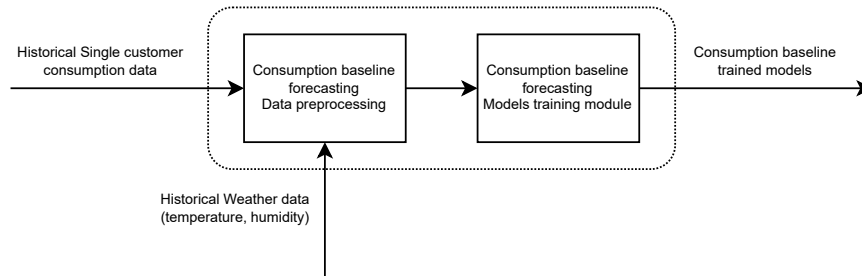 Historical Single customer
consumption data
Consumption baseline
forecasting
Data preprocessing
Consumption baseline
forecasting
Models training module
Consumption baseline
trained models
Historical Weather data
(temperature, humidity)